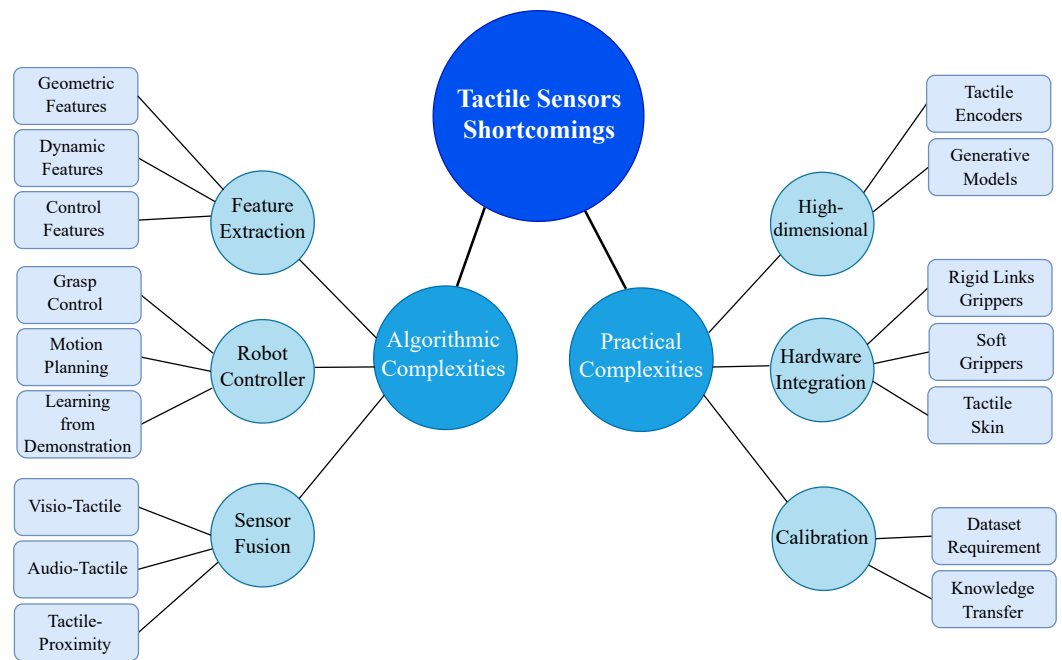 Tactile Sensors
Shortcomings
Algorithmic
Complexities
Feature
Extraction
Geometric
Features
Dynamic
Features
Control
Features
Robot
Controller
Grasp
Control
Motion
Planning
Learning
from
Demonstration
Sensor
Fusion
Visio-Tactile
Audio-Tactile
Tactile-
Proximity
Practical
Complexities
High-
dimensional
Tactile
Encoders
Generative
Models
Hardware
Integration
Rigid Links
Grippers
Soft
Grippers
Tactile
Skin
Calibration
Dataset
Requirement
Knowledge
Transfer